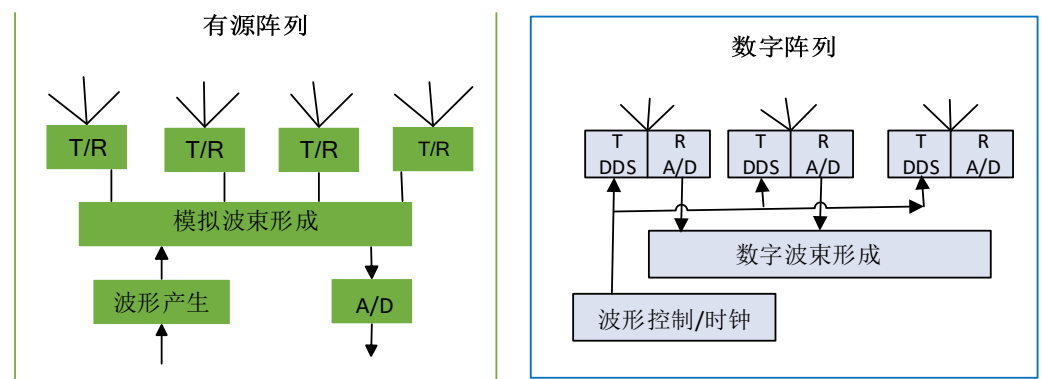 有源阵列
T/R
T/R
T/R
T/R
模拟波束形成
波形产生
A/D
数字阵列
T R
DDS A/D
T R
DDS A/D
T R
DDS A/D
数字波束形成
波形控制/时钟